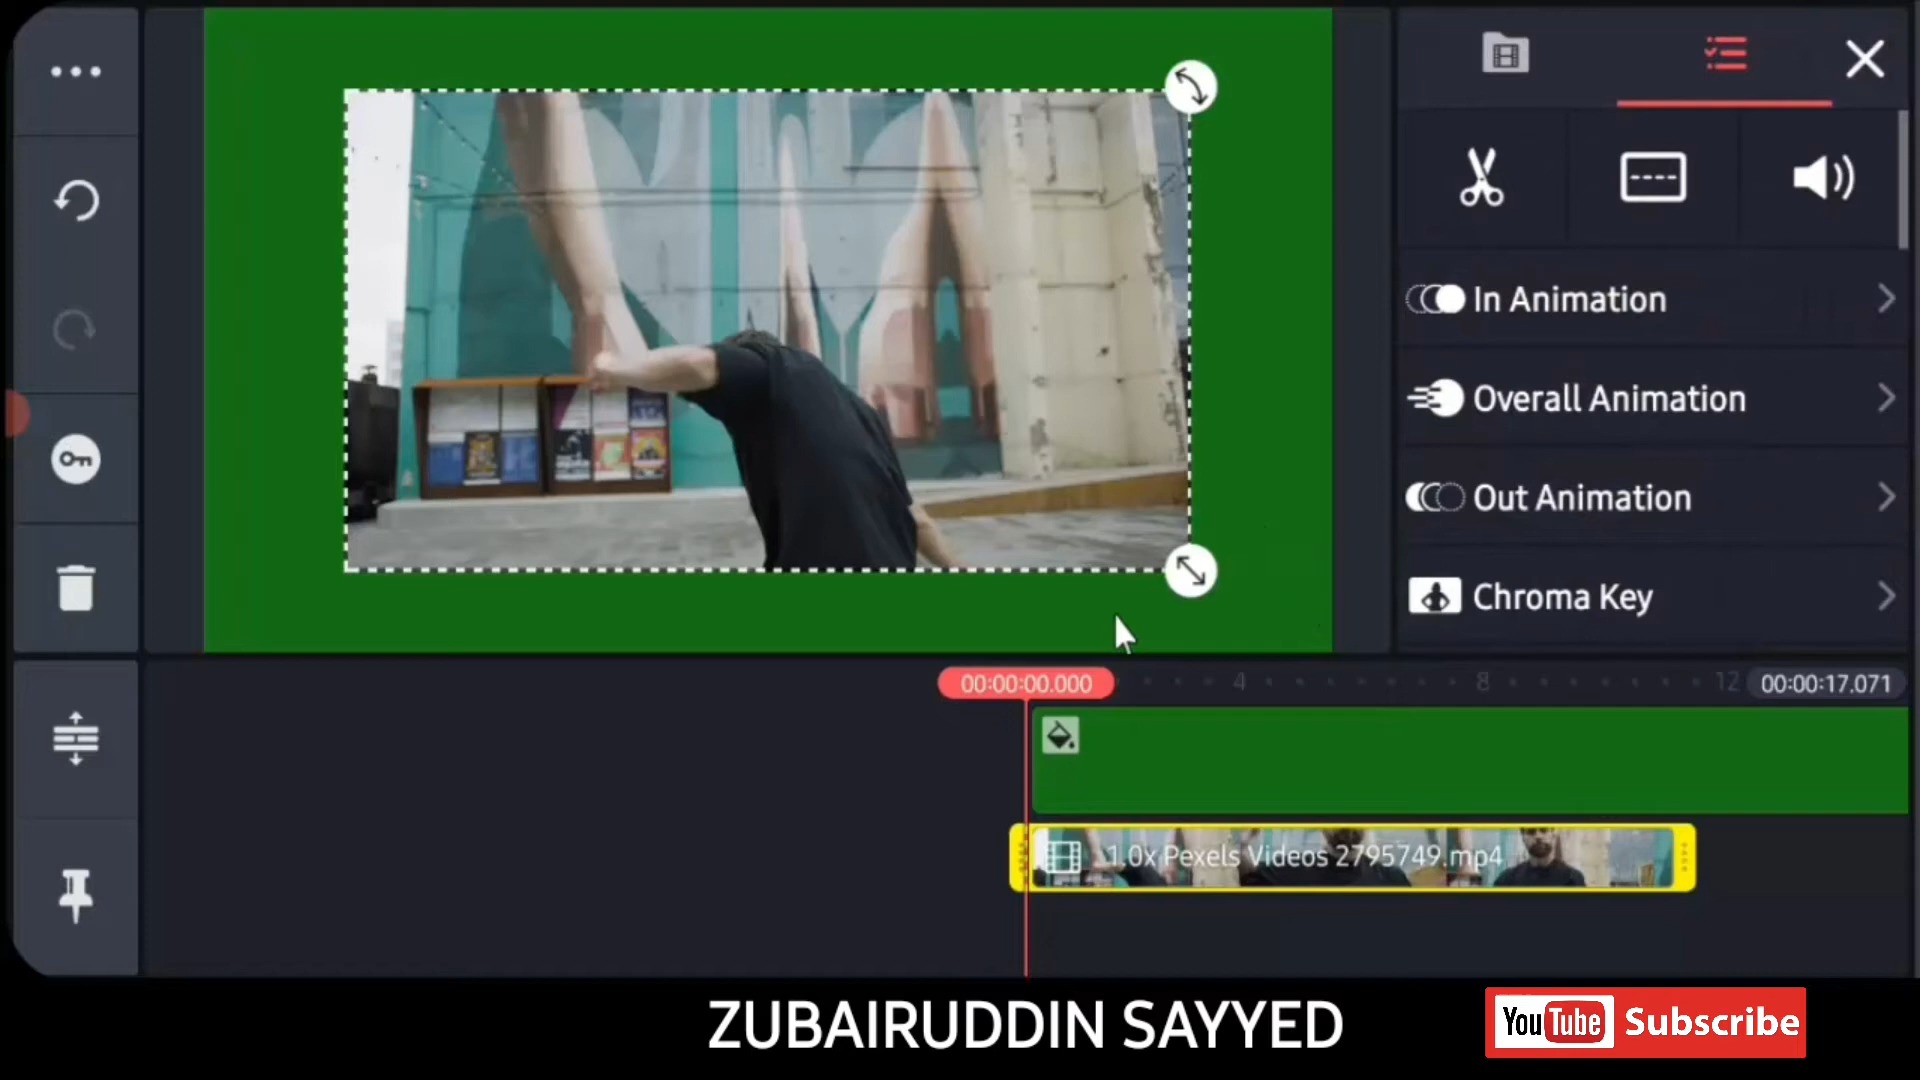 In Animation
Overall Animation
Out Animation
Chroma Key
00:00:00.000
4
8
12
00:00:17.071
1.0x Pexels Videos 2795749.mp4
ZUBAIRUDDIN SAYYED
YouTube Subscribe